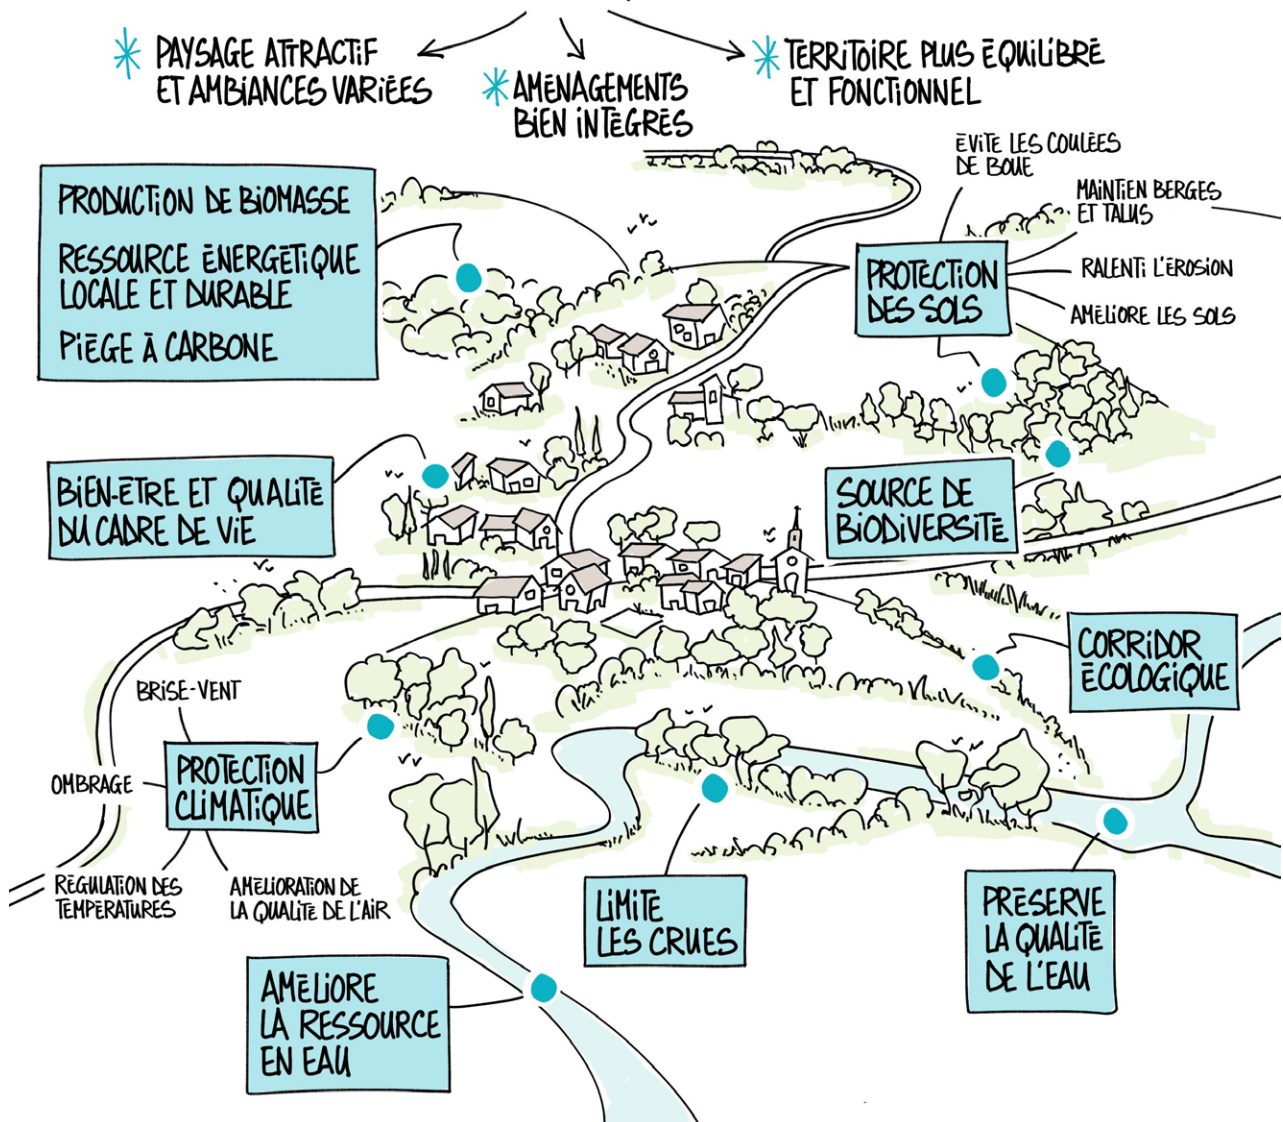 PAYSAGE ATTRACTIF
ET AMBIANCES VARIÉES
AMÉNAGEMENTS
BIEN INTÉGRÉS
TERRITOIRE PLUS ÉQUILIBRÉ
ET FONCTIONNEL
PRODUCTION DE BIOMASSE
RESSOURCE ÉNERGÉTIQUE
LOCALE ET DURABLE
PIÈGE À CARBONE
ÉVITE LES COULÉES
DE BOUE
MAINTIEN BERGES
ET TALUS
PROTECTION
DES SOLS
RALENTI L'ÉROSION
AMÉLIORE LES SOLS
BIEN-ÊTRE ET QUALITÉ
DU CADRE DE VIE
SOURCE DE
BIODIVERSITÉ
CORRIDOR
ÉCOLOGIQUE
BRISE-VENT
OMBRAGE
PROTECTION
CLIMATIQUE
RÉGULATION DES
TEMPÉRATURES
AMÉLIORATION DE
LA QUALITÉ DE L'AIR
LIMITE
LES CRUES
PRÉSERVE
LA QUALITÉ
DE L'EAU
AMÉLIORE
LA RESSOURCE
EN EAU